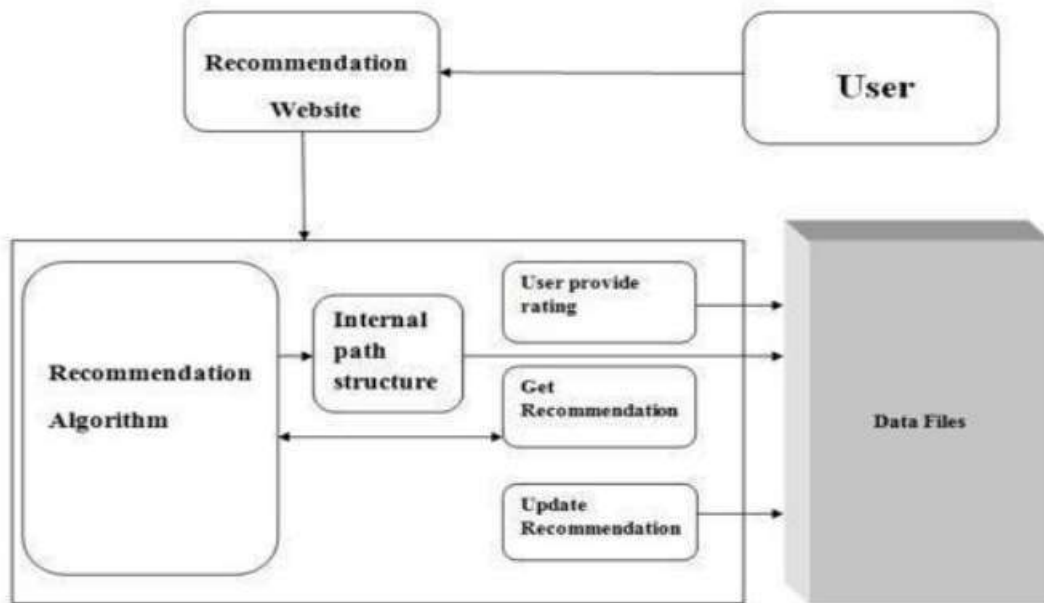 Recommendation
Website
User
Recommendation
Algorithm
Internal
path
structure
User provide
rating
Get
Recommendation
Update
Recommendation
Data Files